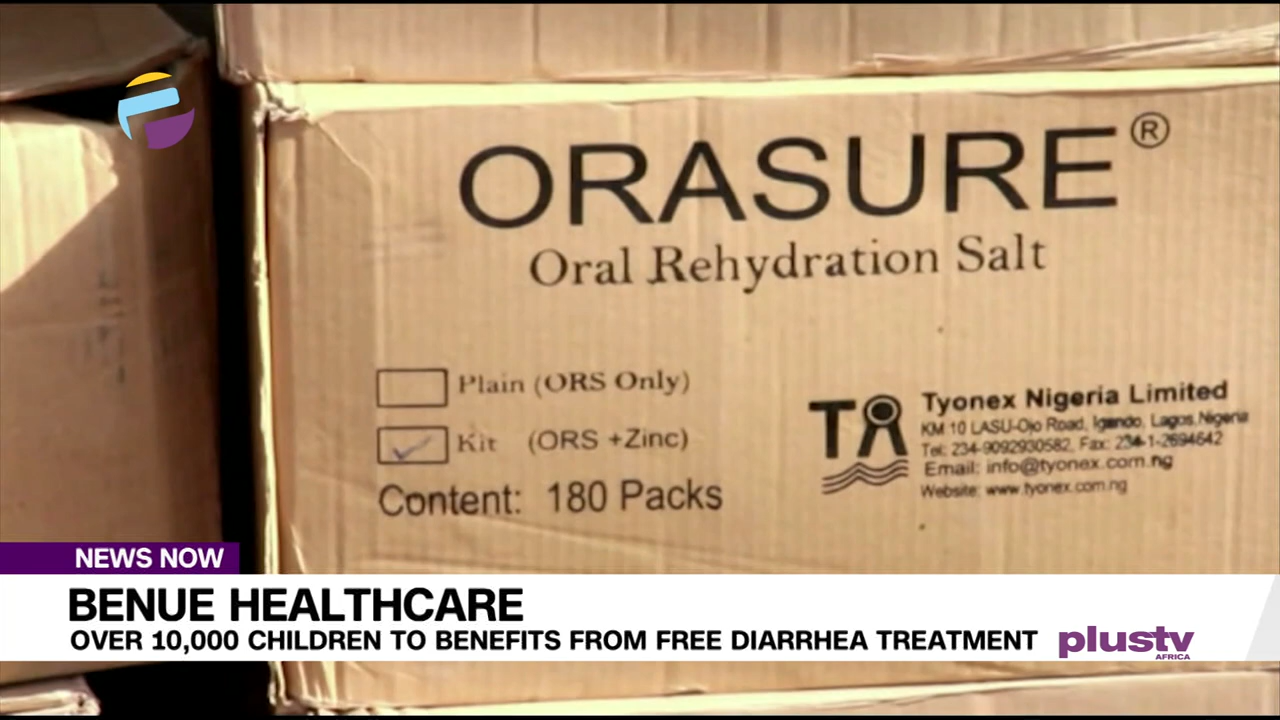 ORASURE®
Oral Rehydration Salt
Plain (ORS Only)
Kit (ORS +Zinc)
Content: 180 Packs
TA
Tyonex Nigeria Limited
KM 10 LASU-Ojo Road, Igando, Lagos, Nigeria
Tel: 234-9092930582, Fax: 234-1-2694642
Email: info@tyonex.com.ng
Website: www.tyonex.com.ng
NEWS NOW
BENUE HEALTHCARE
OVER 10,000 CHILDREN TO BENEFITS FROM FREE DIARRHEA TREATMENT
plustv
AFRICA